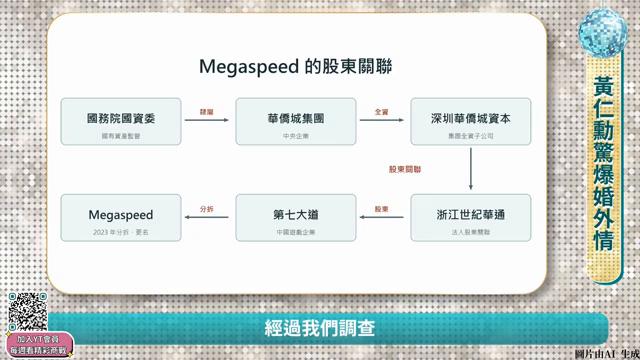 Megaspeed 的股東關聯
國務院國資委
國有資產監管
隸屬
華僑城集團
中央企業
全資
深圳華僑城資本
集團全資子公司
股東關聯
Megaspeed
2023 年分拆、更名
分拆
第七大道
中國遊戲企業
股東
浙江世紀華通
法人股東關聯
黃仁勳驚爆婚外情
經過我們調查
加入YT會員
每週看精彩商戰
圖片由AI 生成